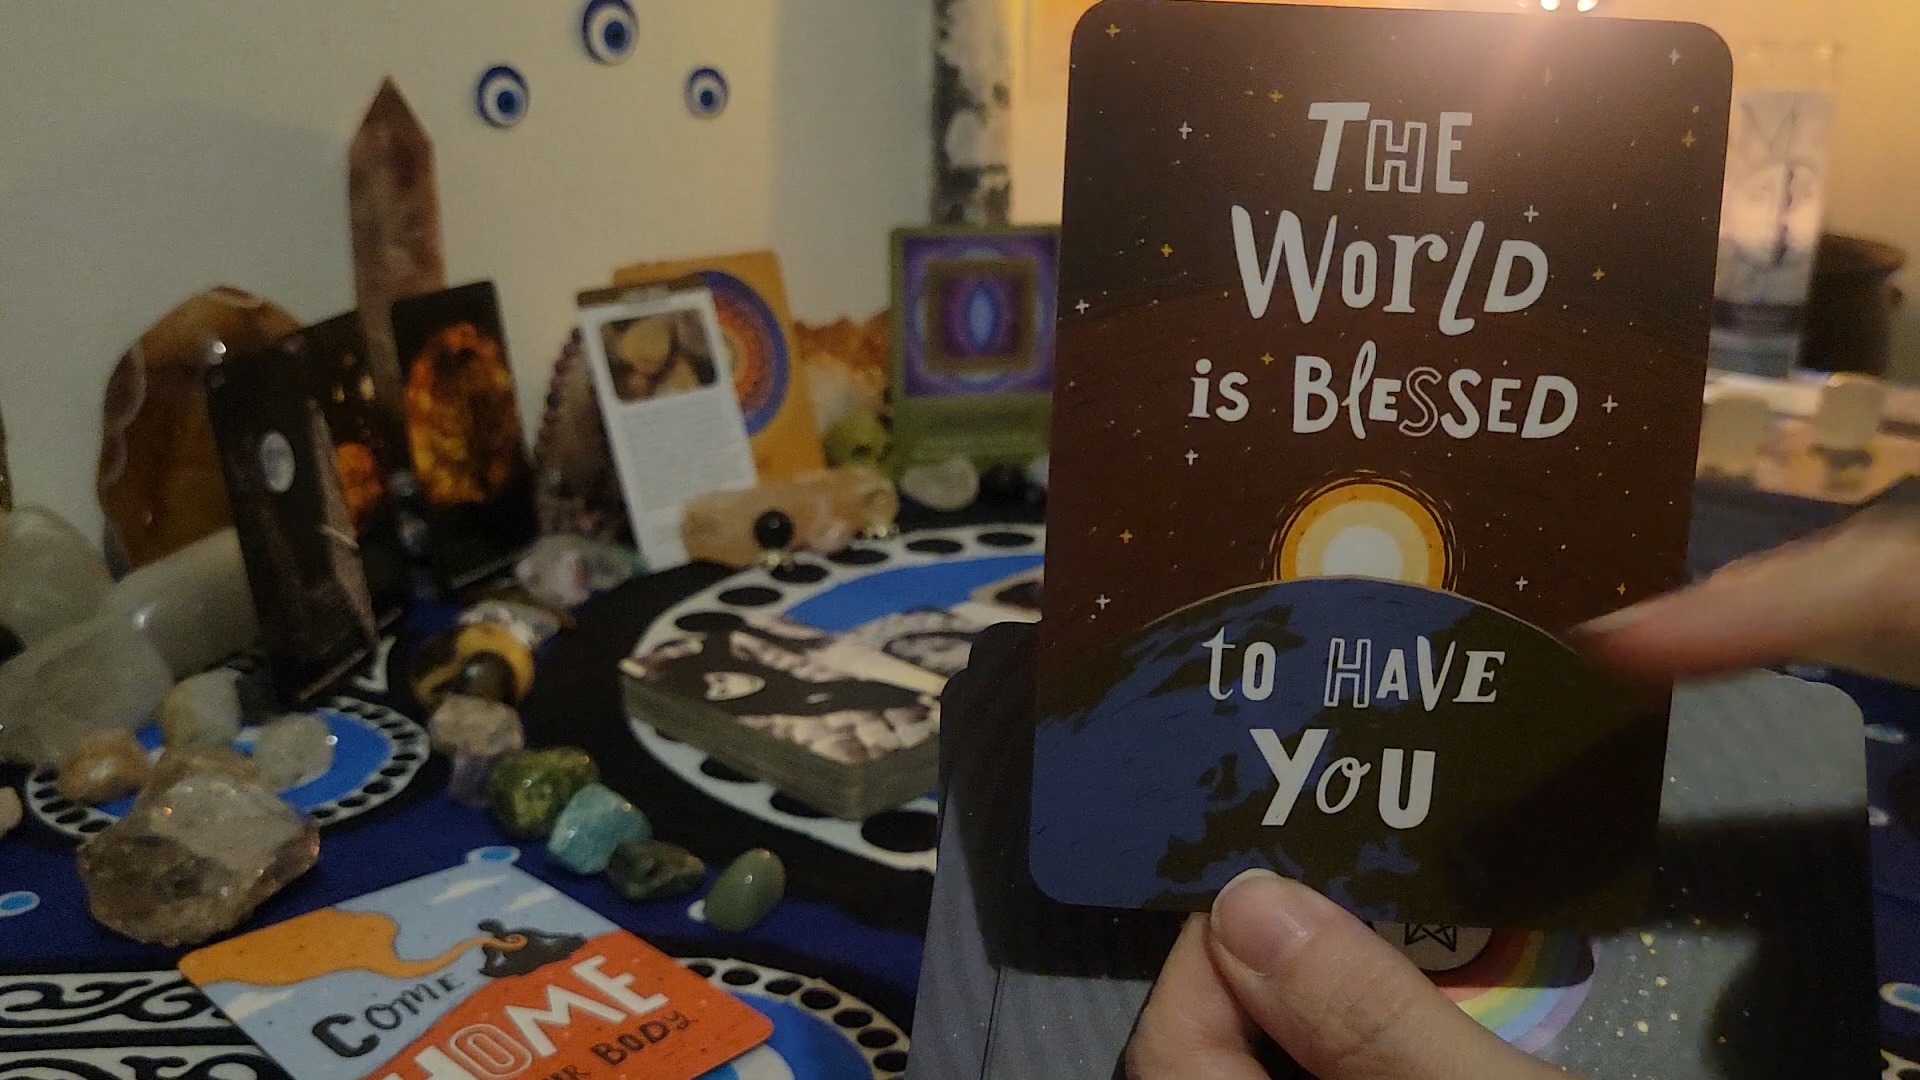 THE
WorlD
is BlESSED
to HAVE
YoU
COME
HOME
BODY